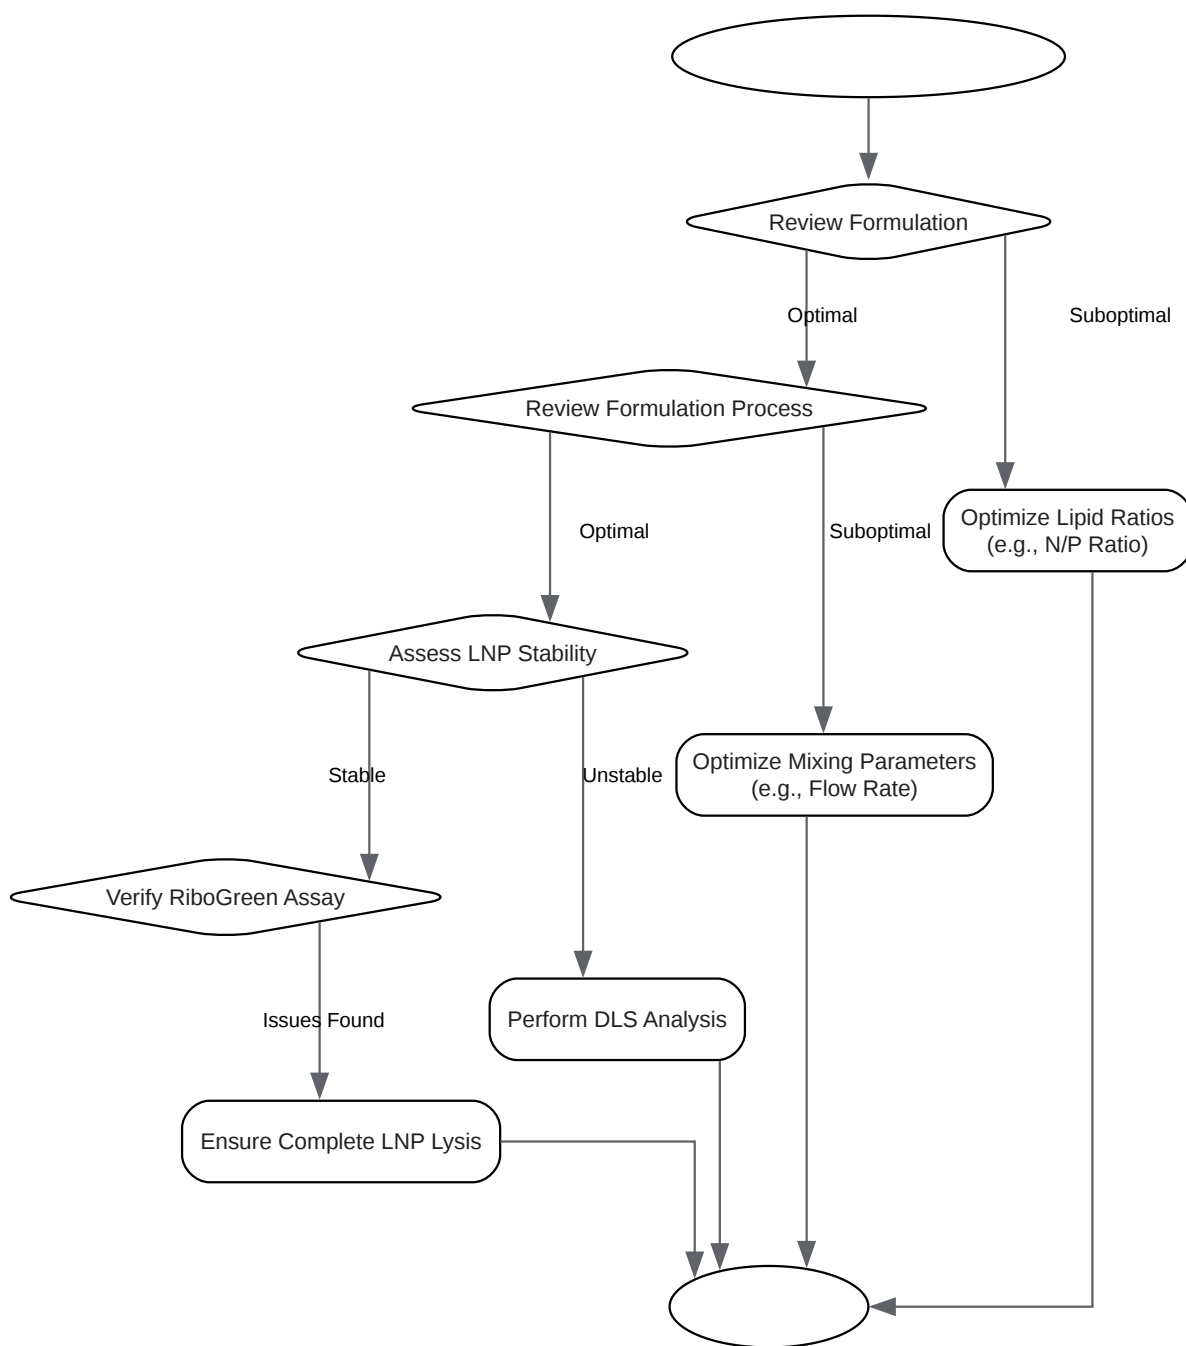 Review Formulation
Optimal
Suboptimal
Review Formulation Process
Optimize Lipid Ratios
(e.g., N/P Ratio)
Optimal
Suboptimal
Assess LNP Stability
Optimize Mixing Parameters
(e.g., Flow Rate)
Stable
Unstable
Verify RiboGreen Assay
Perform DLS Analysis
Issues Found
Ensure Complete LNP Lysis